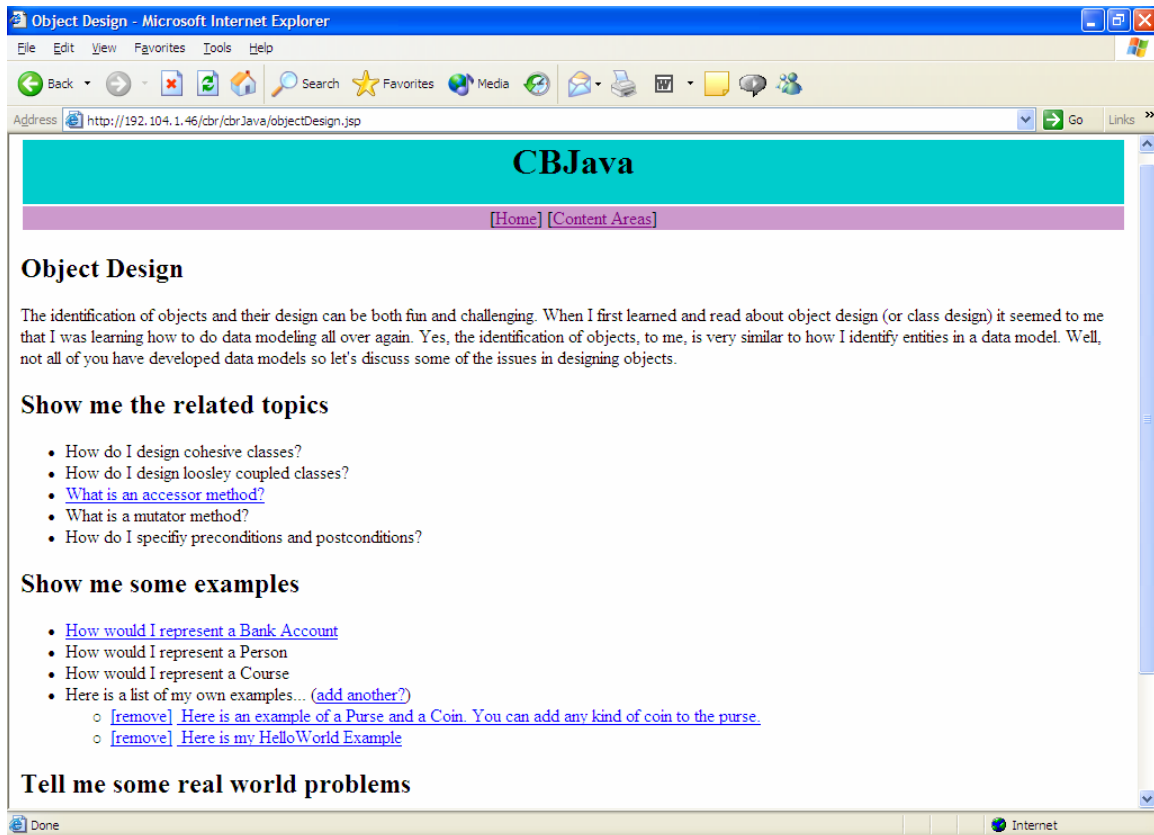 Object Design - Microsoft Internet Explorer
File Edit View Favorites Tools Help
Back Search Favorites Media
Address http://192.104.1.46/cbr/cbrJava/objectDesign.jsp Go Links »
CBJava
[Home] [Content Areas]
Object Design
The identification of objects and their design can be both fun and challenging. When I first learned and read about object design (or class design) it seemed to me
that I was learning how to do data modeling all over again. Yes, the identification of objects, to me, is very similar to how I identify entities in a data model. Well,
not all of you have developed data models so let's discuss some of the issues in designing objects.
Show me the related topics
• How do I design cohesive classes?
• How do I design loosley coupled classes?
• What is an accessor method?
• What is a mutator method?
• How do I specifiy preconditions and postconditions?
Show me some examples
• How would I represent a Bank Account
• How would I represent a Person
• How would I represent a Course
• Here is a list of my own examples... (add another?)
○ [remove] Here is an example of a Purse and a Coin. You can add any kind of coin to the purse.
○ [remove] Here is my HelloWorld Example
Tell me some real world problems
Done Internet